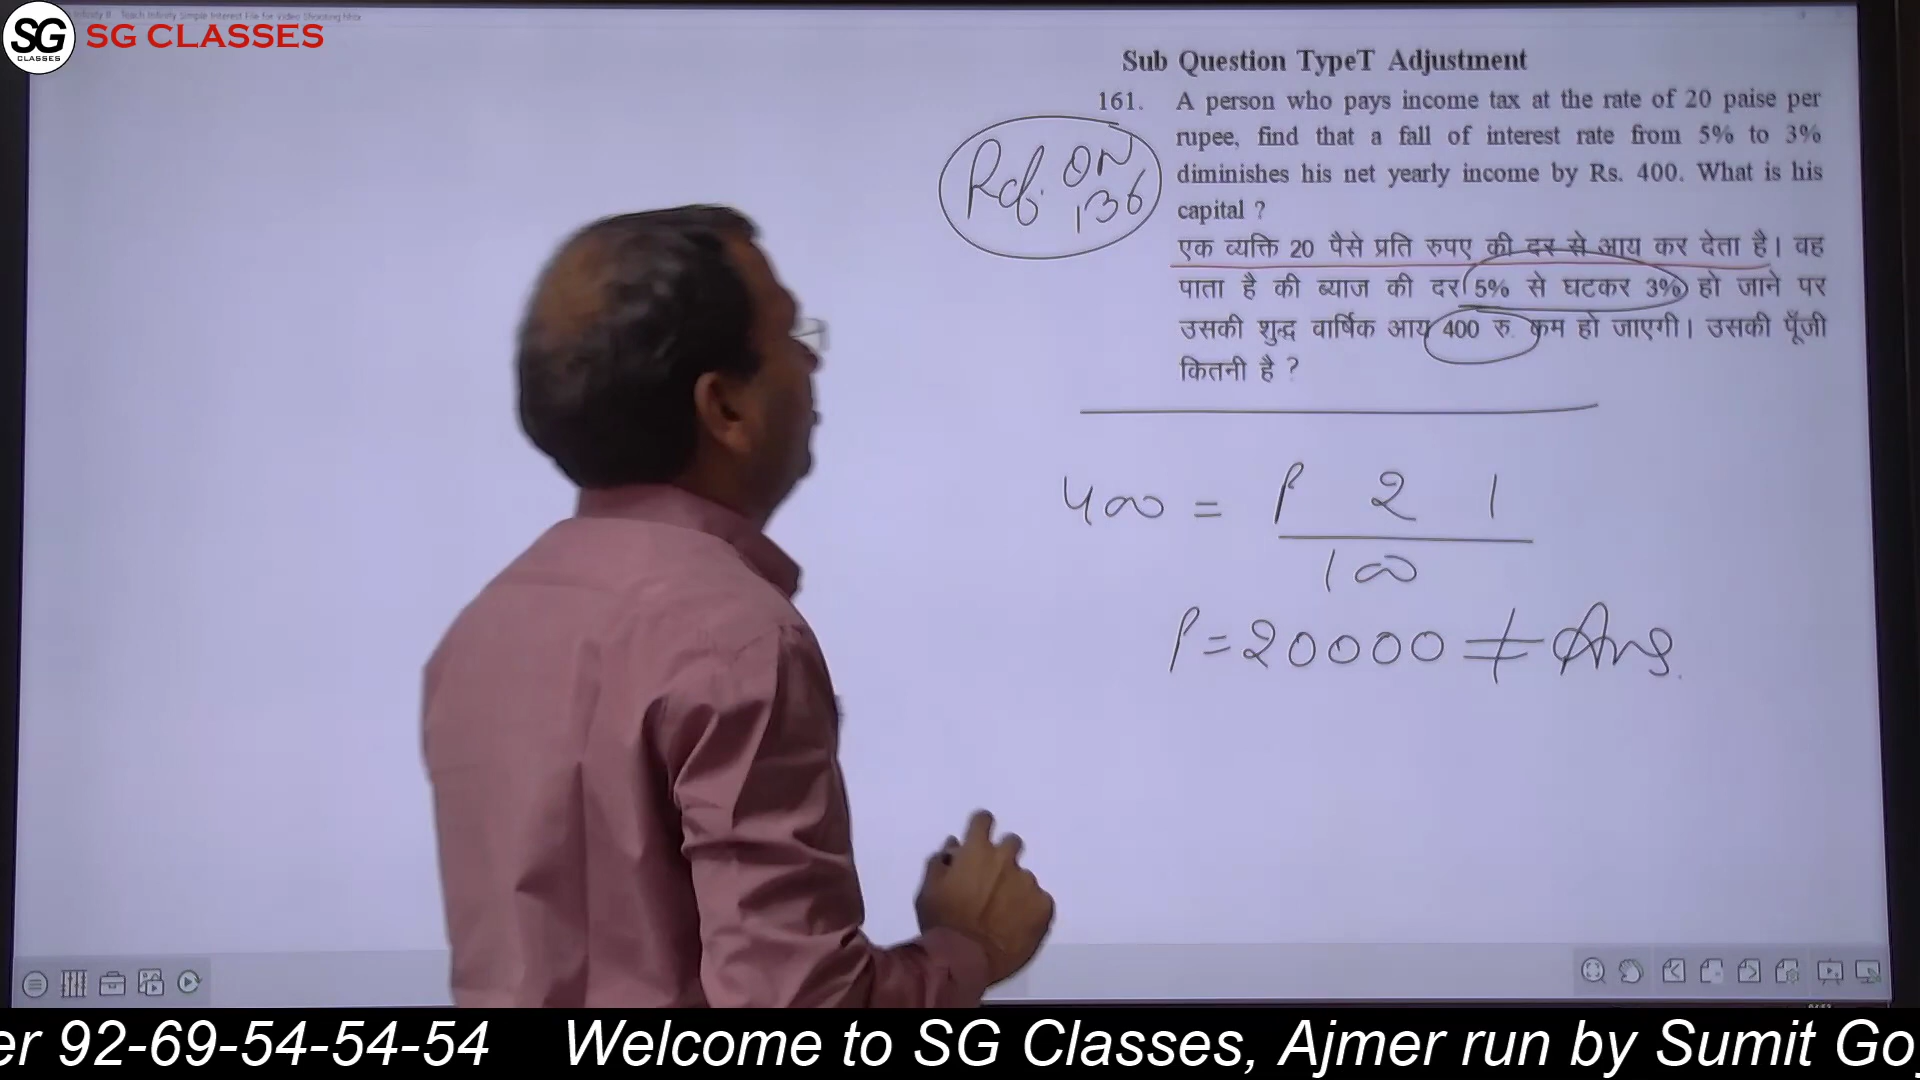 SG
CLASSES
SG CLASSES
Sub Question TypeT Adjustment
161. A person who pays income tax at the rate of 20 paise per
rupee, find that a fall of interest rate from 5% to 3%
diminishes his net yearly income by Rs. 400. What is his
capital ?
एक व्यक्ति 20 पैसे प्रति रुपए की दर से आय कर देता है। वह
पाता है की ब्याज की दर 5% से घटकर 3% हो जाने पर
उसकी शुद्ध वार्षिक आय 400 रु. कम हो जाएगी। उसकी पूँजी
कितनी है ?
Ref. ON
136
400 = P 2 1
100
P = 20000 ≠ Ans.
er 92-69-54-54-54 Welcome to SG Classes, Ajmer run by Sumit Go